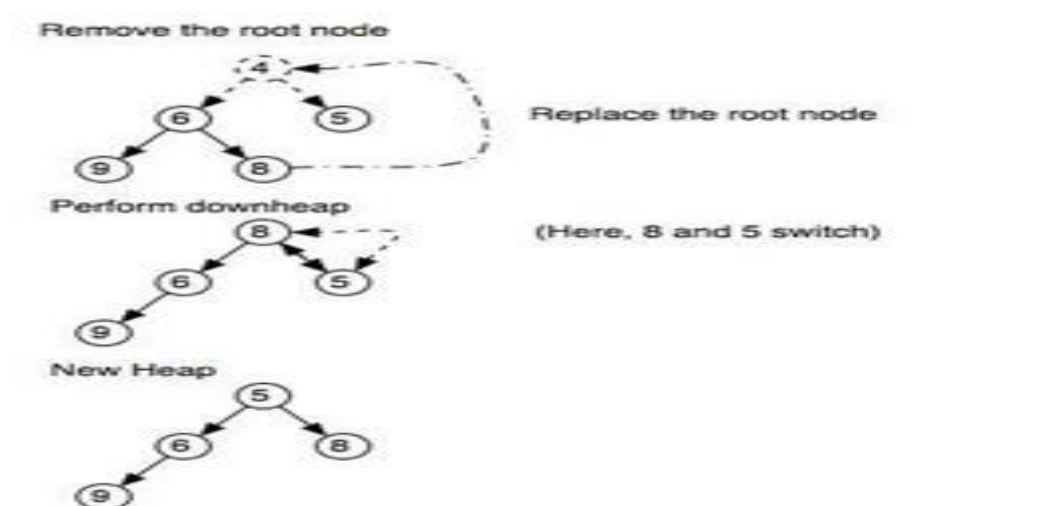 Remove the root node
4
6 5
Replace the root node
9 8
Perform downheap
8
(Here, 8 and 5 switch)
6 5
9
New Heap
5
6 8
9